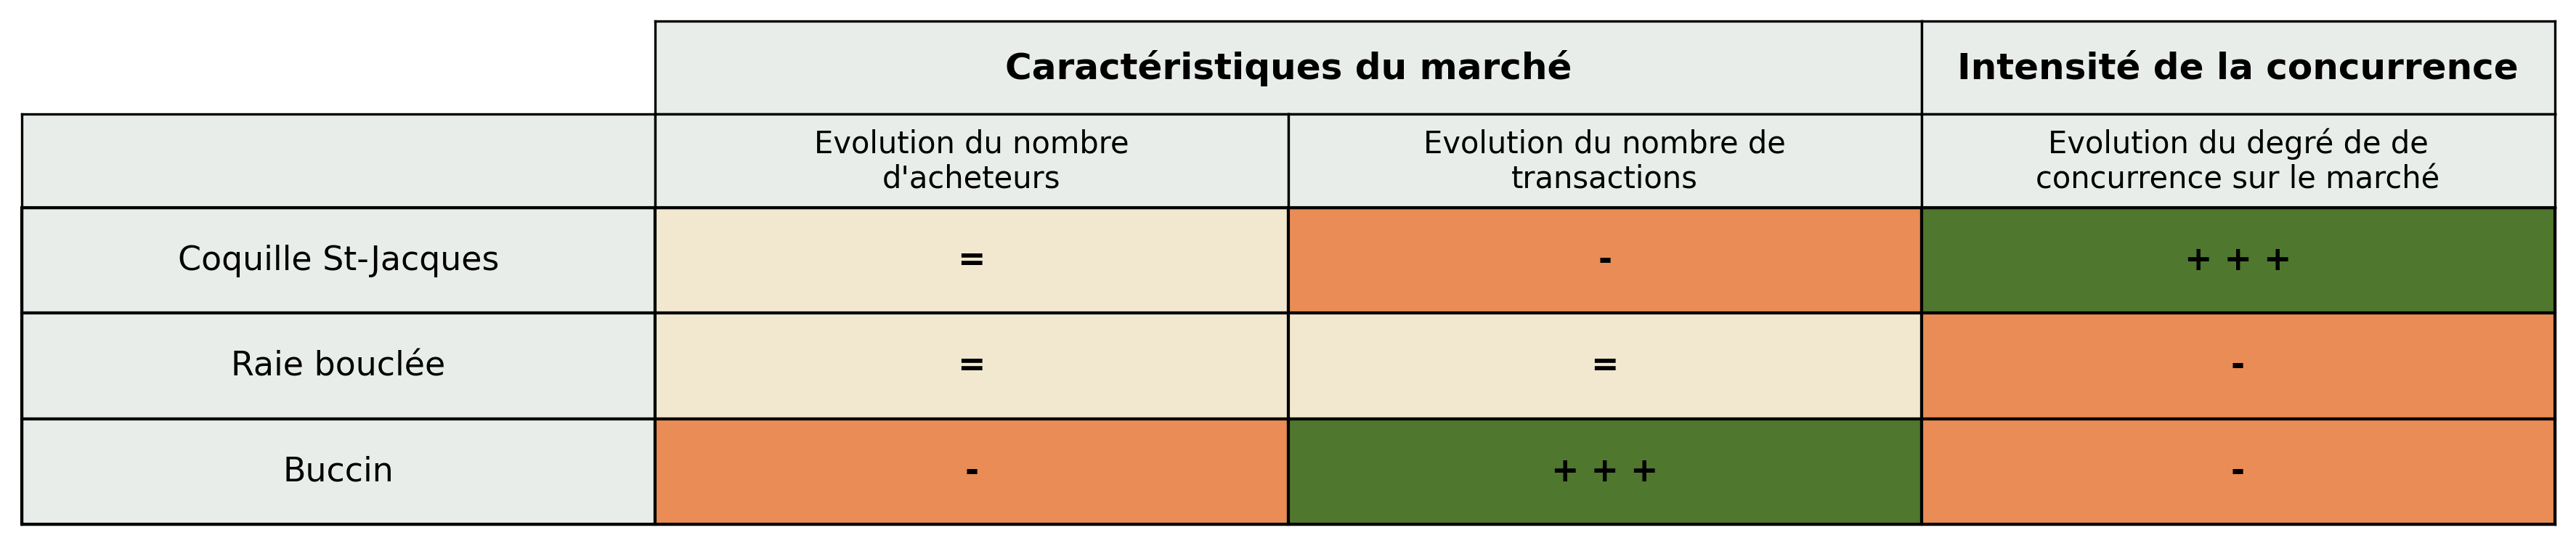 Caractéristiques du marché
Intensité de la concurrence
Evolution du nombre
d'acheteurs
Evolution du nombre de
transactions
Evolution du degré de de
concurrence sur le marché
Coquille St-Jacques
=
-
+ + +
Raie bouclée
=
=
-
Buccin
-
+ + +
-